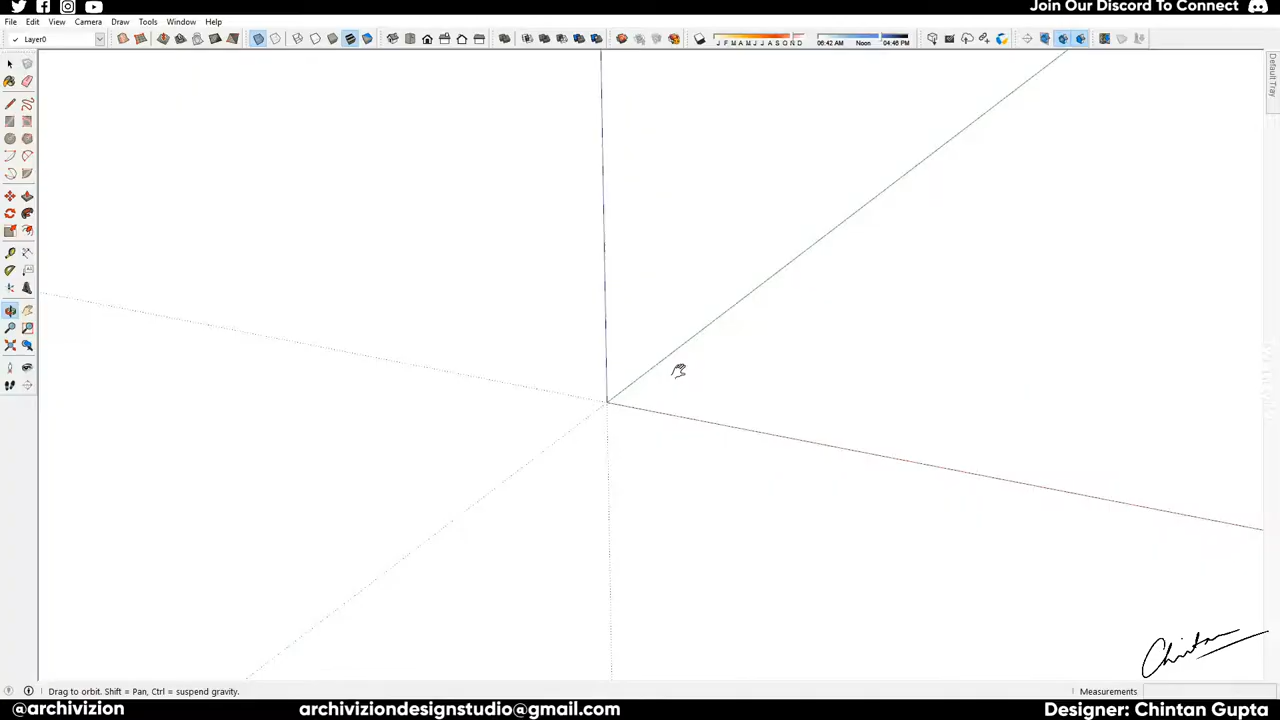 Join Our Discord To Connect
File Edit View Camera Draw Tools Window Help
Layer0
J F M A M J J A S O N D
06:42 AM Noon 04:46 PM
Default Tray
Drag to orbit. Shift = Pan, Ctrl = suspend gravity.
Measurements
Chintan
@archivizion
archiviziondesignstudio@gmail.com
Designer: Chintan Gupta